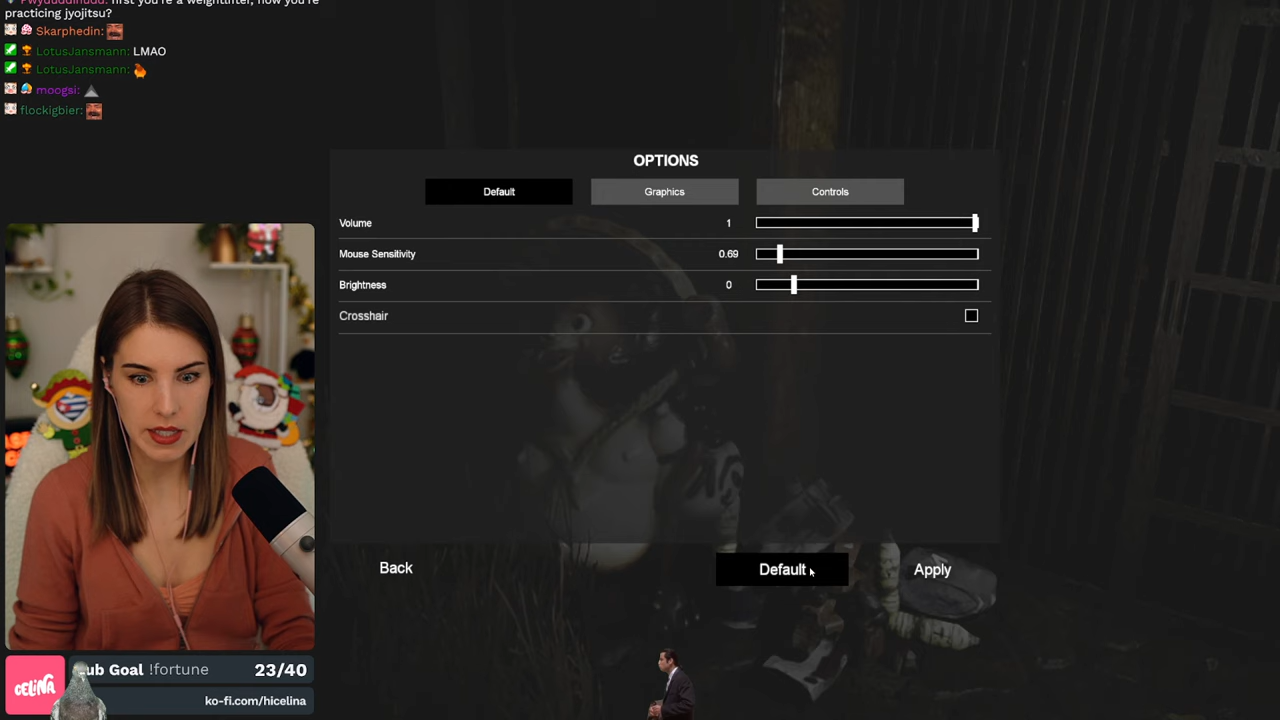 first you're a weightlifter, now you're
practicing jyojitsu?
Skarphedin:
LotusJansmann: LMAO
LotusJansmann:
moogsi:
flockigbier:
OPTIONS
Default Graphics Controls
Volume 1
Mouse Sensitivity 0.69
Brightness 0
Crosshair
Back Default Apply
CELINA
ub Goal !fortune 23/40
ko-fi.com/hicelina